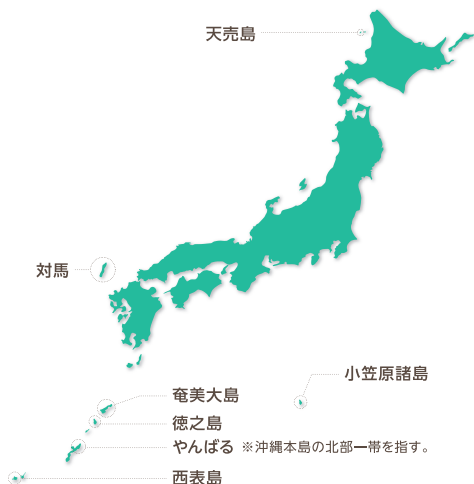 天売島
対馬
小笠原諸島
奄美大島
徳之島
やんばる ※沖縄本島の北部一帯を指す。
西表島